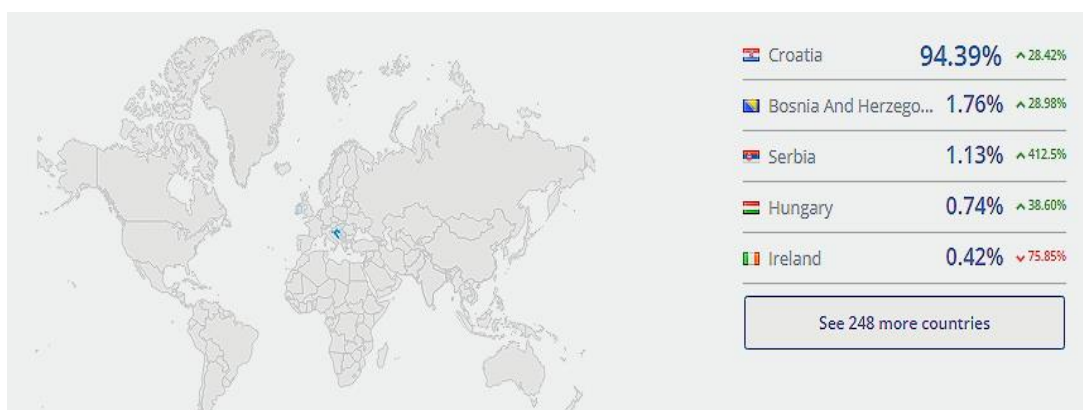 Croatia 94.39% 28.42%
Bosnia And Herzego... 1.76% 28.98%
Serbia 1.13% 412.5%
Hungary 0.74% 38.60%
Ireland 0.42% 75.85%
See 248 more countries